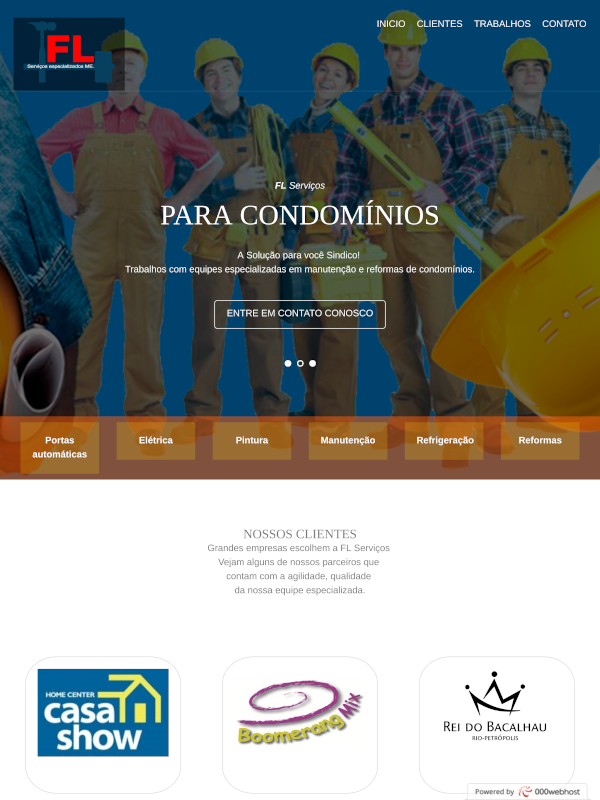 INICIO CLIENTES TRABALHOS CONTATO
FL
Serviços especializados ME.
FL Serviços
PARA CONDOMÍNIOS
A Solução para você Sindico!
Trabalhos com equipes especializadas em manutenção e reformas de condomínios.
ENTRE EM CONTATO CONOSCO
Portas automáticas
Elétrica
Pintura
Manutenção
Refrigeração
Reformas
NOSSOS CLIENTES
Grandes empresas escolhem a FL Serviços
Vejam alguns de nossos parceiros que
contam com a agilidade, qualidade
da nossa equipe especializada.
HOME CENTER
casa
show
Boomerang Mix
REI DO BACALHAU
RIO-PETRÓPOLIS
Powered by 000webhost